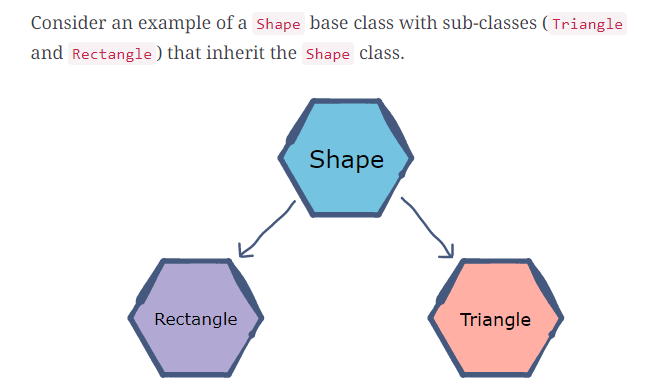 Consider an example of a Shape base class with sub-classes ( Triangle
and Rectangle ) that inherit the Shape class.
Shape
Rectangle
Triangle